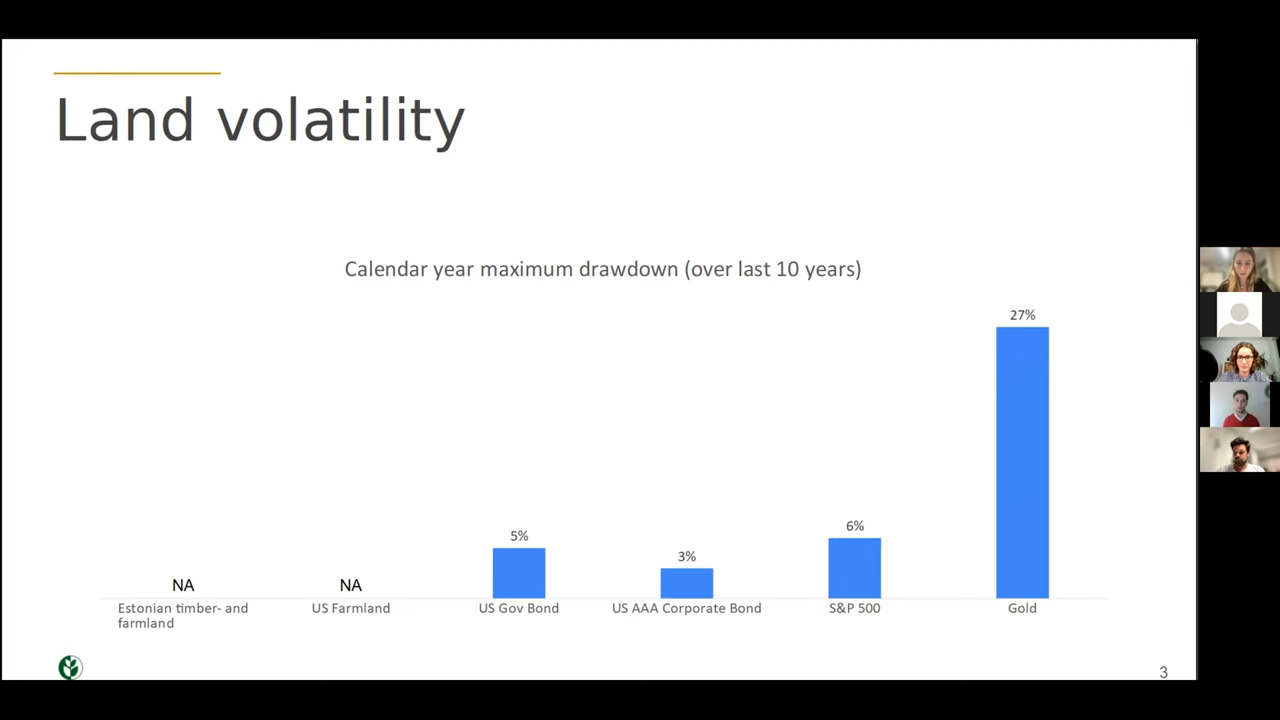 Land volatility
Calendar year maximum drawdown (over last 10 years)
27%
6%
5%
3%
NA
NA
Estonian timber- and
farmland
US Farmland
US Gov Bond
US AAA Corporate Bond
S&P 500
Gold
3